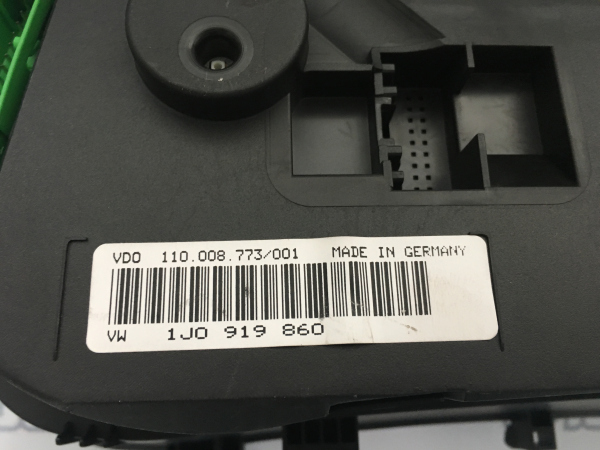 VDO 110.008.773/001 MADE IN GERMANY
VW 1J0 919 860